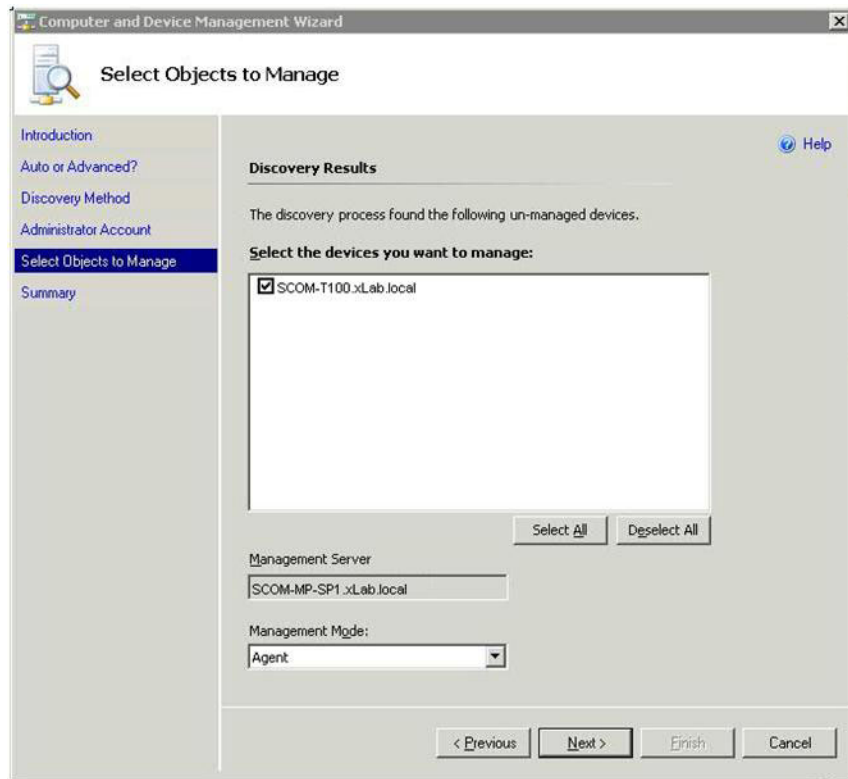 Computer and Device Management Wizard
Select Objects to Manage
Introduction
Auto or Advanced?
Discovery Method
Administrator Account
Select Objects to Manage
Summary
Help
Discovery Results
The discovery process found the following un-managed devices.
Select the devices you want to manage:
SCOM-T100.xLab.local
Select All
Deselect All
Management Server
SCOM-MP-SP1.xLab.local
Management Mode:
Agent
< Previous
Next >
Finish
Cancel